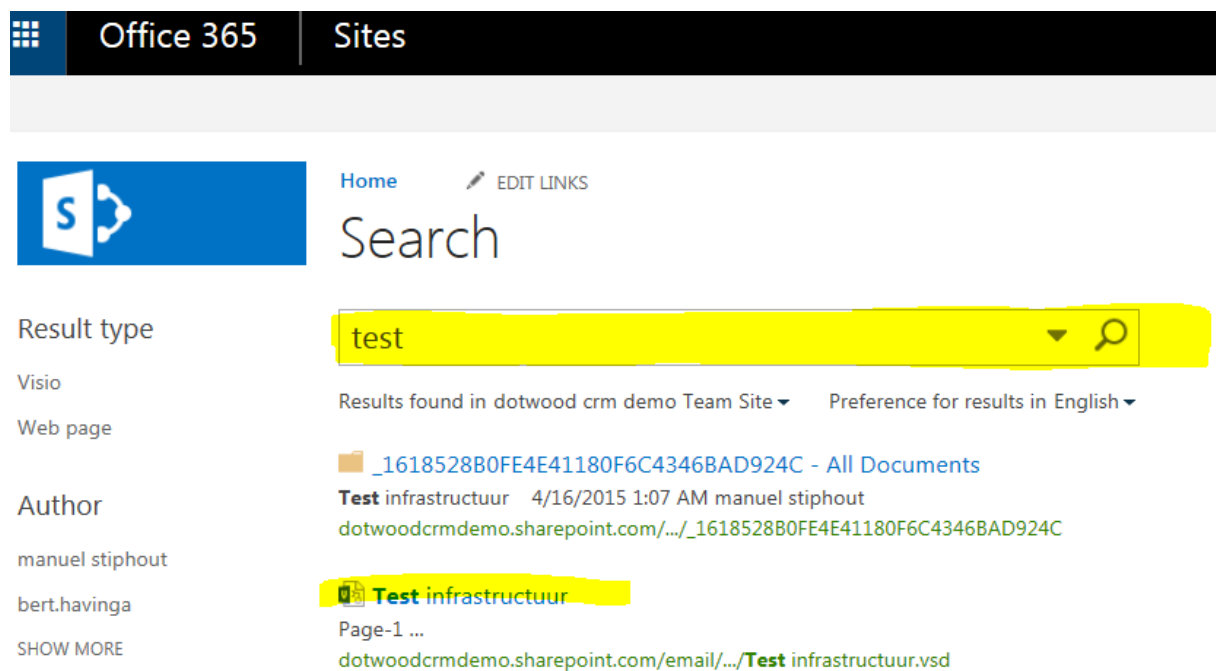 Office 365 Sites
Home EDIT LINKS
Search
Result type
Visio
Web page
Author
manuel stiphout
bert.havinga
SHOW MORE
test
Results found in dotwood crm demo Team Site Preference for results in English
_1618528B0FE4E41180F6C4346BAD924C - All Documents
Test infrastructuur 4/16/2015 1:07 AM manuel stiphout
dotwoodcrmdemo.sharepoint.com/.../_1618528B0FE4E41180F6C4346BAD924C
Test infrastructuur
Page-1 ...
dotwoodcrmdemo.sharepoint.com/email/.../Test infrastructuur.vsd